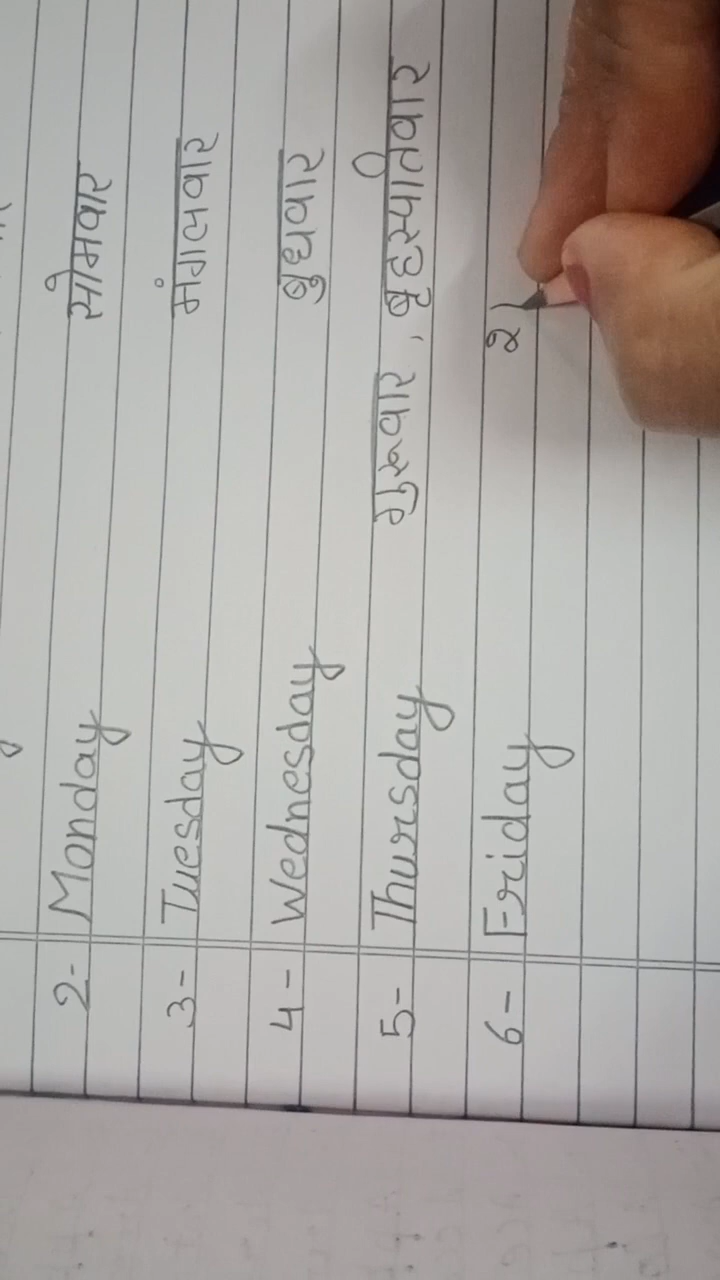 2- Monday सोमवार
3- Tuesday मंगलवार
4- Wednesday बुधवार
5- Thursday गुरूवार, बृहस्पतिवार
6- Friday